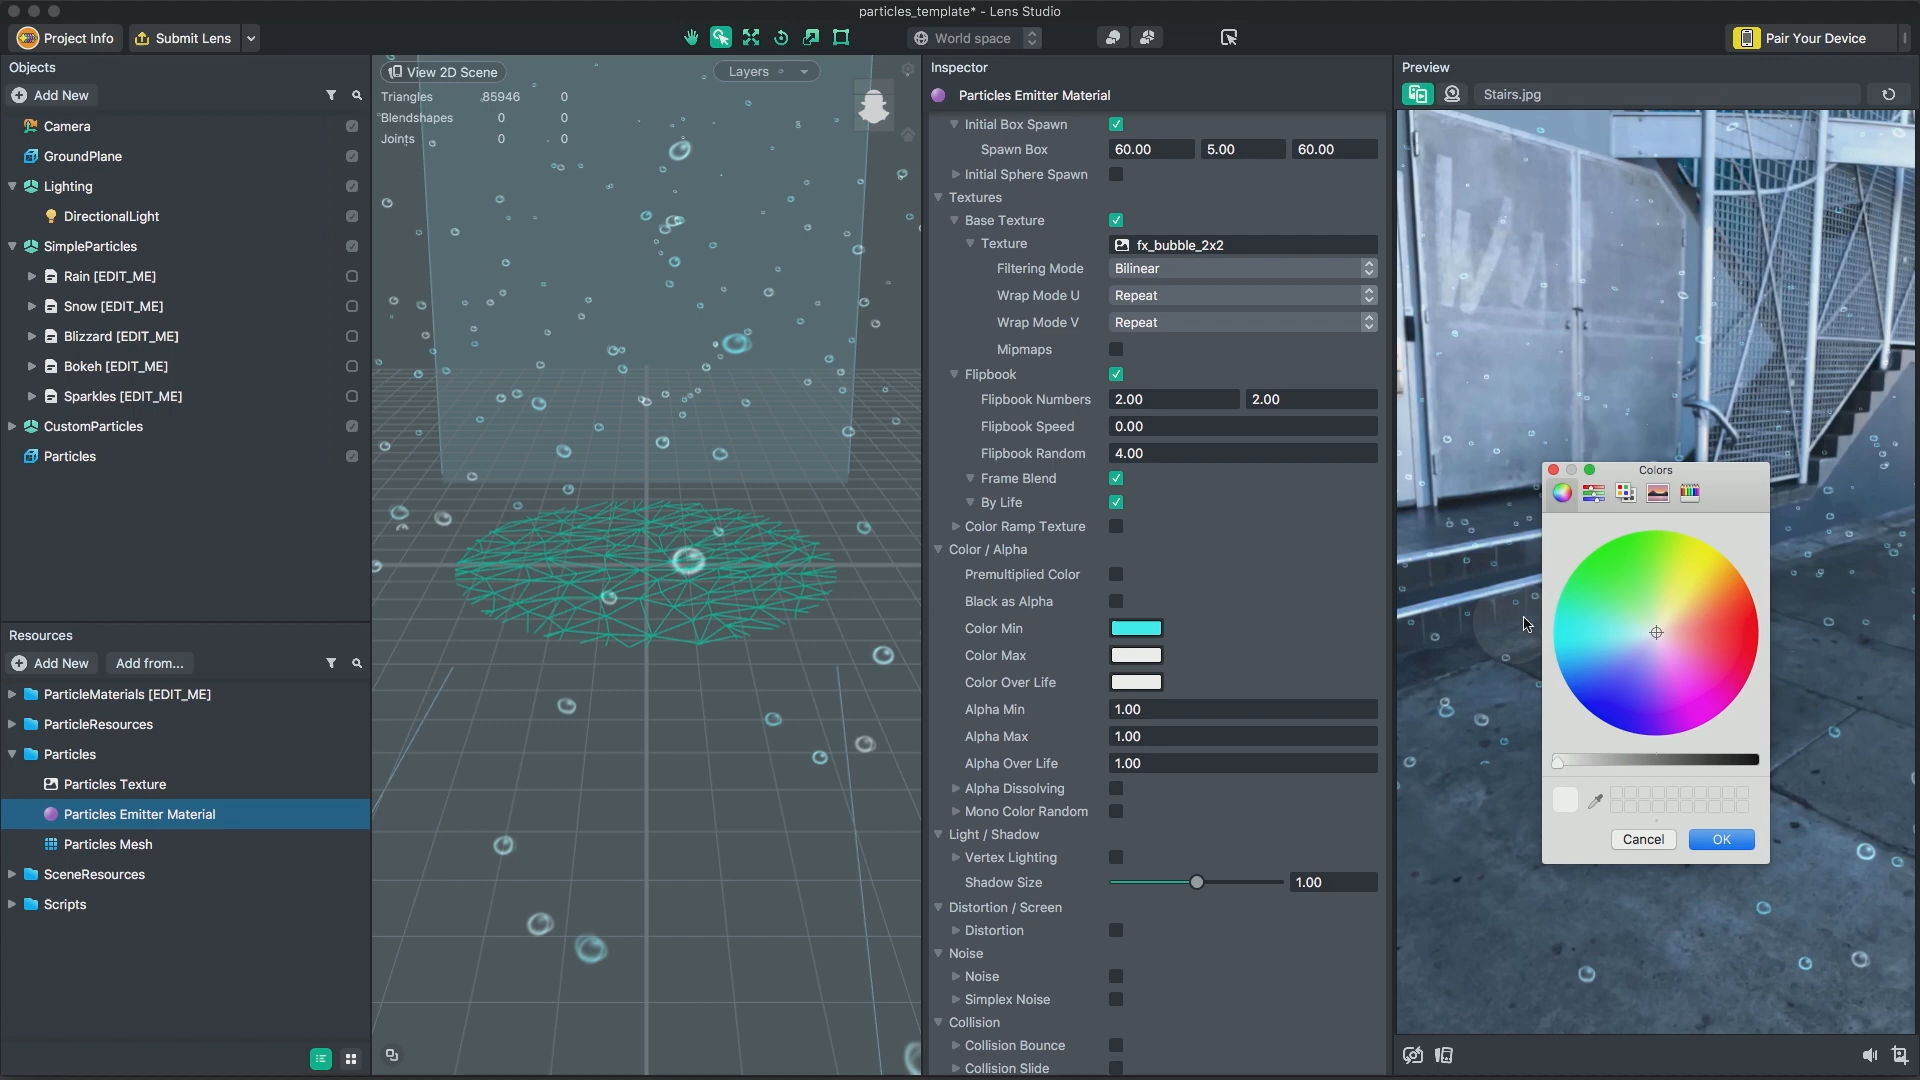 particles_template* - Lens Studio
Project Info
Submit Lens
World space
Pair Your Device
Objects
Add New
Camera
GroundPlane
Lighting
DirectionalLight
SimpleParticles
Rain [EDIT_ME]
Snow [EDIT_ME]
Blizzard [EDIT_ME]
Bokeh [EDIT_ME]
Sparkles [EDIT_ME]
CustomParticles
Particles
Resources
Add New
Add from...
ParticleMaterials [EDIT_ME]
ParticleResources
Particles
Particles Texture
Particles Emitter Material
Particles Mesh
SceneResources
Scripts
View 2D Scene
Layers
Triangles 85946 0
Blendshapes 0 0
Joints 0 0
Inspector
Particles Emitter Material
Initial Box Spawn
Spawn Box 60.00 5.00 60.00
Initial Sphere Spawn
Textures
Base Texture
Texture fx_bubble_2x2
Filtering Mode Bilinear
Wrap Mode U Repeat
Wrap Mode V Repeat
Mipmaps
Flipbook
Flipbook Numbers 2.00 2.00
Flipbook Speed 0.00
Flipbook Random 4.00
Frame Blend
By Life
Color Ramp Texture
Color / Alpha
Premultiplied Color
Black as Alpha
Color Min
Color Max
Color Over Life
Alpha Min 1.00
Alpha Max 1.00
Alpha Over Life 1.00
Alpha Dissolving
Mono Color Random
Light / Shadow
Vertex Lighting
Shadow Size 1.00
Distortion / Screen
Distortion
Noise
Noise
Simplex Noise
Collision
Collision Bounce
Collision Slide
Preview
Stairs.jpg
Colors
Cancel OK